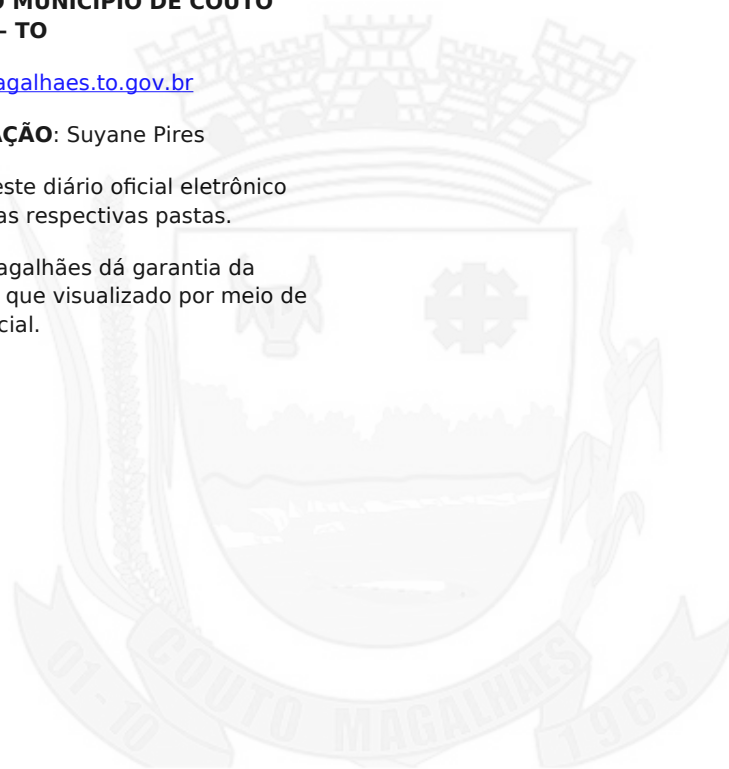 O MUNICÍPIO DE COUTO
– TO
agalhaes.to.gov.br
AÇÃO: Suyane Pires
este diário oficial eletrônico
as respectivas pastas.
agalhães dá garantia da
que visualizado por meio de
cial.
01-10
COUTO MAGALHÃES
1963